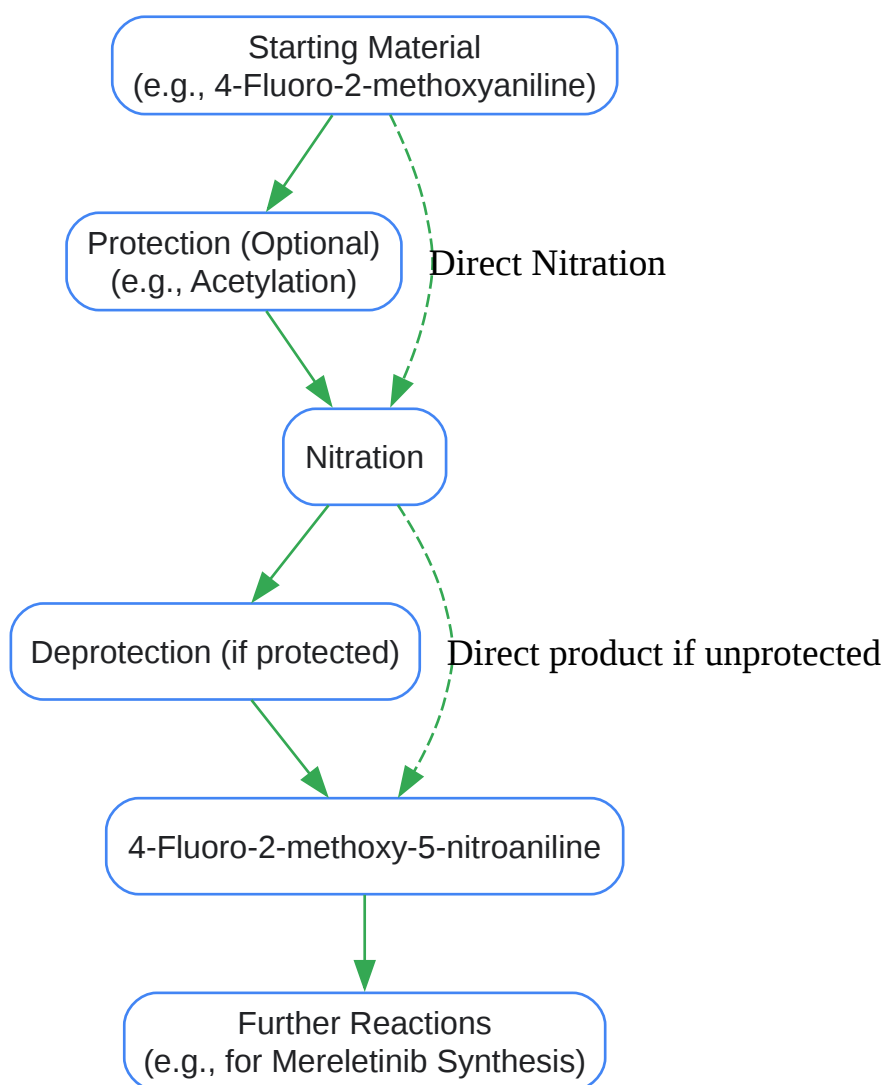 Starting Material
(e.g., 4-Fluoro-2-methoxyaniline)
Protection (Optional)
(e.g., Acetylation)
Direct Nitration
Nitration
Deprotection (if protected)
Direct product if unprotected
4-Fluoro-2-methoxy-5-nitroaniline
Further Reactions
(e.g., for Mereletinib Synthesis)